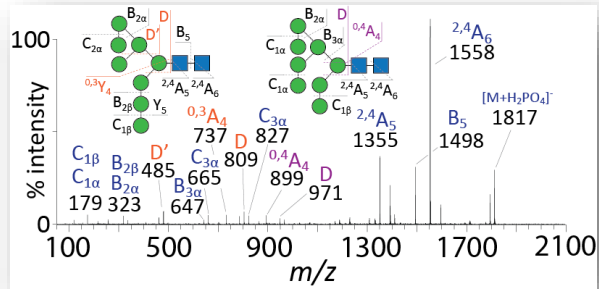 B2α D
C2α D' B5
0,3Y4 2,4A5 2,4A6
B2β Y5
C1β
B2α D
C1α B3α 0,4A4
C1α 2,4A5 2,4A6
C1β
2,4A6
1558
[M+H2PO4]-
1817
B5
1498
2,4A5
1355
C3α
827
0,3A4
737
D
809
0,4A4
899
D
971
C3α
665
D'
485
B3α
647
B2β
B2α
323
C1β
C1α
179
% intensity
100
0
100 500 900 1300 1700 2100
m/z